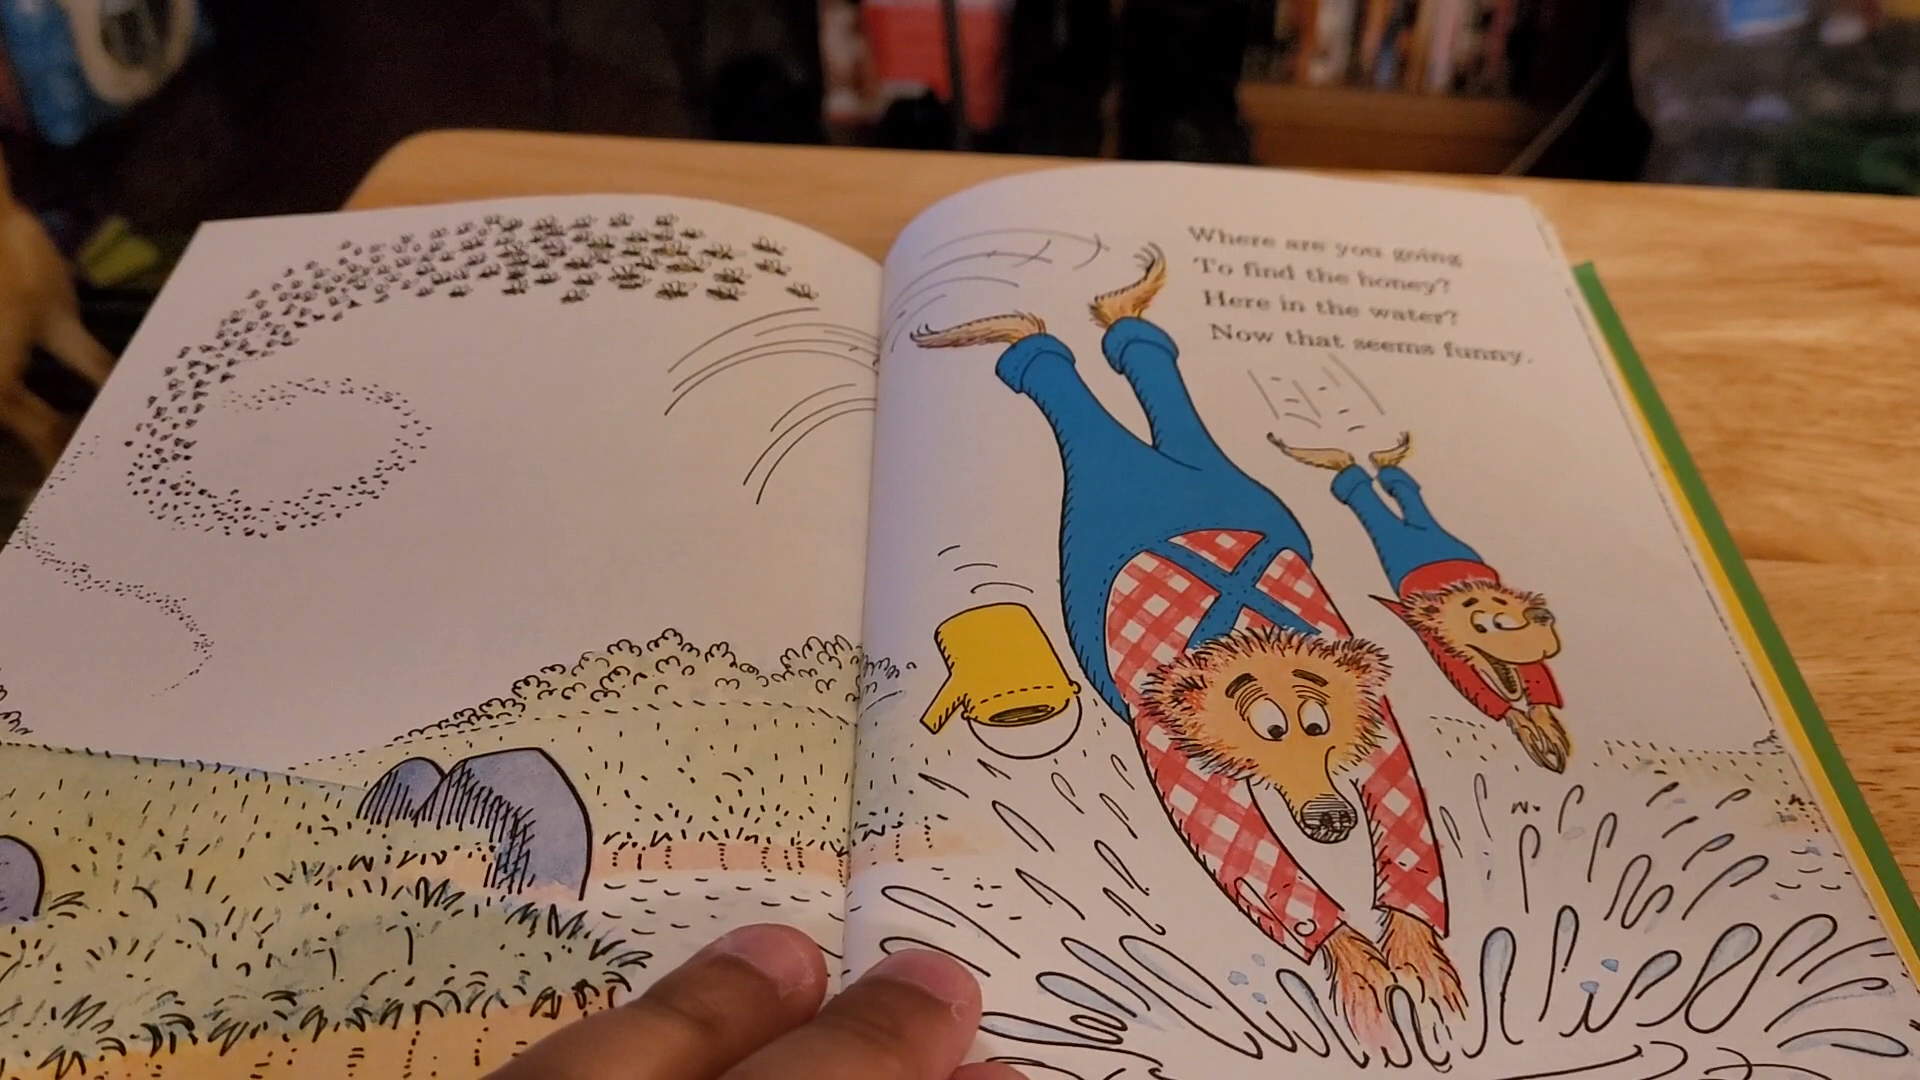 Where are you going
To find the honey?
Here in the water?
Now that seems funny.